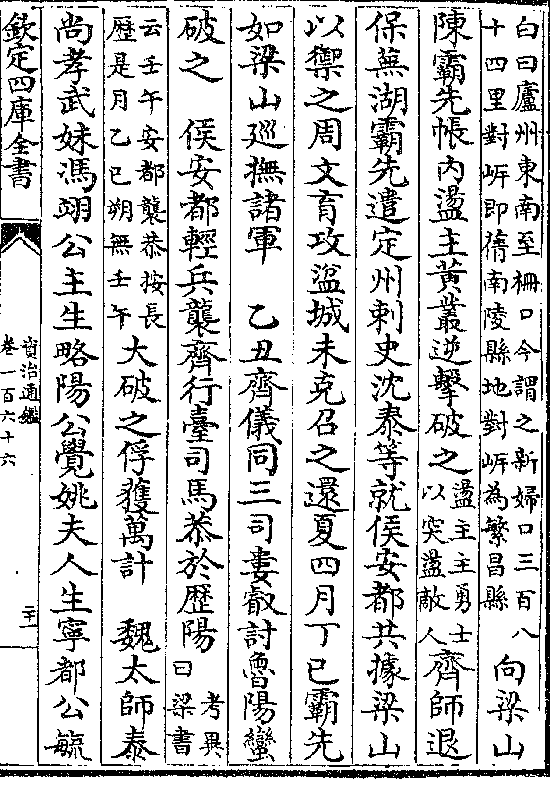 白曰廬州東南至柵口今謂之新婦口三百八
十四里對岸即舊南陵縣地對岸為繁昌縣
向梁山
陳霸先帳內盪主黃叢逆擊破之
盪主主勇士
以突盪敵人
齊師退
保蕪湖霸先遣定州刺史沈泰等就侯安都共據梁山
以禦之周文育攻湓城未克召之還夏四月丁巳霸先
如梁山巡撫諸軍　乙丑齊儀同三司婁叡討魯陽蠻
破之　侯安都輕兵襲齊行臺司馬恭於歷陽
考異
曰梁書
云壬午安都襲恭按長
歷是月乙巳朔無壬午
大破之俘獲萬計　魏太師泰
尚孝武妹馮翊公主生略陽公覺姚夫人生寧都公毓
欽定四庫全書
資治通鑑
卷一百六十六
二十一